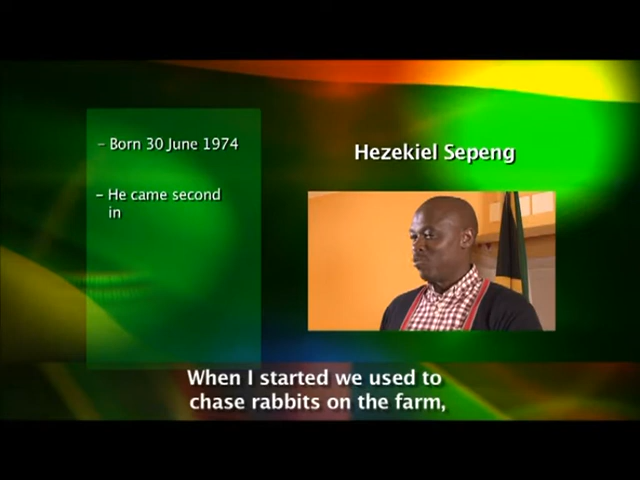 – Born 30 June 1974
– He came second
in
Hezekiel Sepeng
When I started we used to
chase rabbits on the farm,